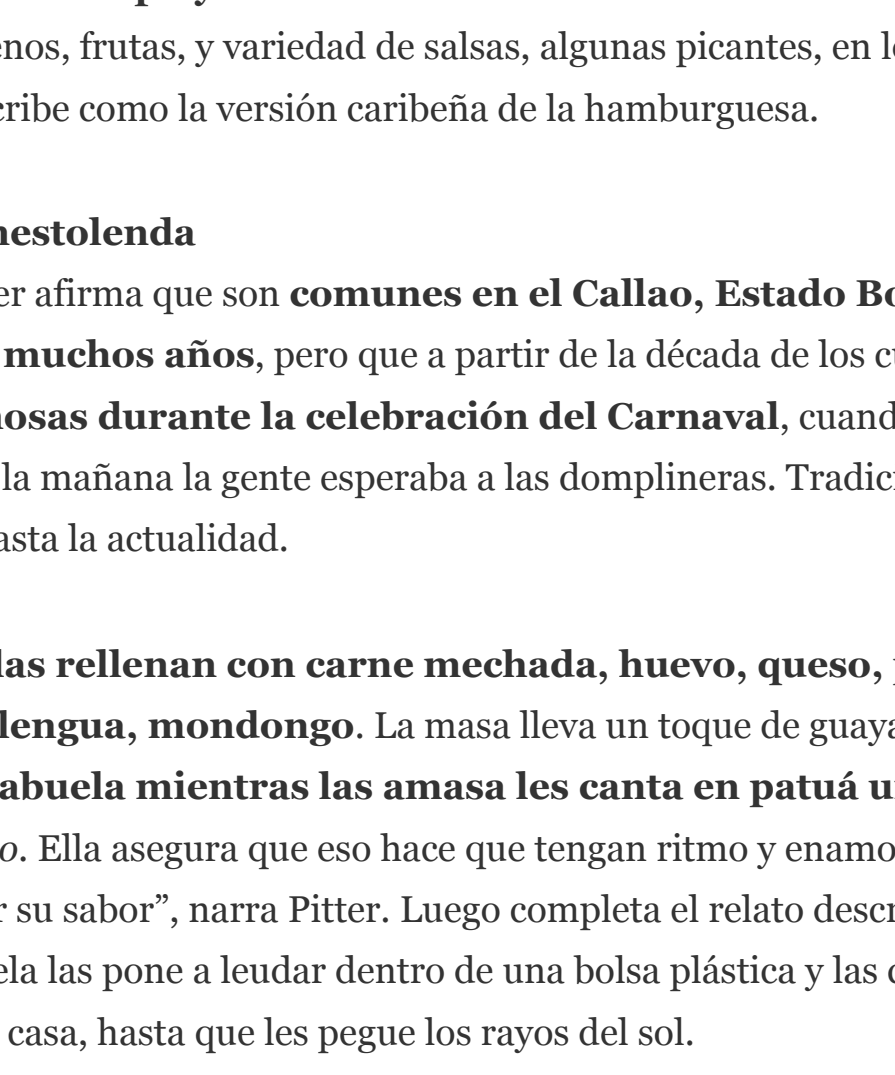 enos, frutas, y variedad de salsas, algunas picantes, en l
cribe como la versión caribeña de la hamburguesa.
nestolenda
er afirma que son comunes en el Callao, Estado Bo
muchos años, pero que a partir de la década de los c
nosas durante la celebración del Carnaval, cuand
la mañana la gente esperaba a las domplineras. Tradic
asta la actualidad.
las rellenan con carne mechada, huevo, queso,
lengua, mondongo. La masa lleva un toque de guaya
abuela mientras las amasa les canta en patuá u
o. Ella asegura que eso hace que tengan ritmo y enamo
r su sabor”, narra Pitter. Luego completa el relato descr
ela las pone a leudar dentro de una bolsa plástica y las
casa, hasta que les pegue los rayos del sol.